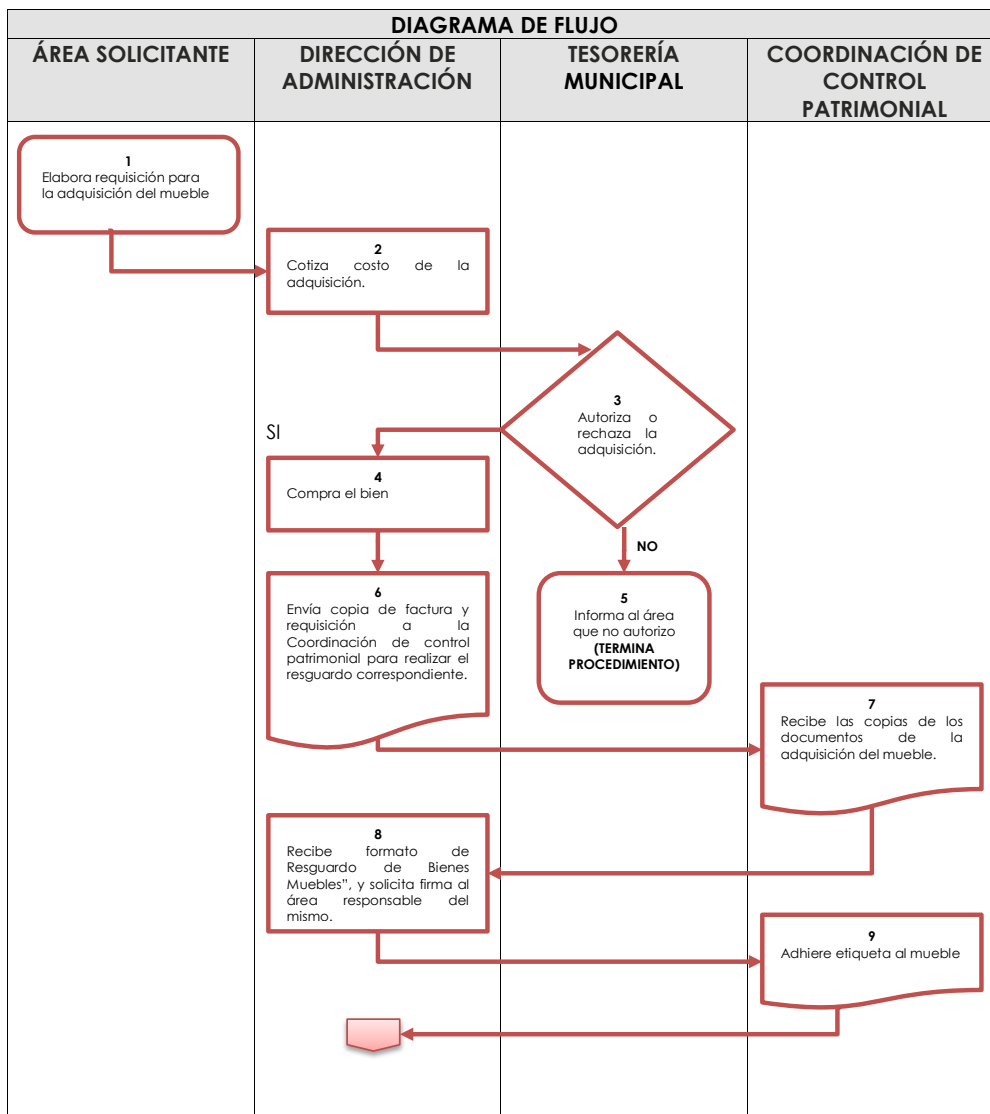 DIAGRAMA DE FLUJO
ÁREA SOLICITANTE
DIRECCIÓN DE
ADMINISTRACIÓN
TESORERÍA
MUNICIPAL
COORDINACIÓN DE
CONTROL
PATRIMONIAL
1
Elabora requisición para
la adquisición del mueble
2
Cotiza costo de la
adquisición.
3
Autoriza o
rechaza la
adquisición.
SI
4
Compra el bien
NO
5
Informa al área
que no autorizo
(TERMINA
PROCEDIMIENTO)
6
Envía copia de factura y
requisición a la
Coordinación de control
patrimonial para realizar el
resguardo correspondiente.
7
Recibe las copias de los
documentos de la
adquisición del mueble.
8
Recibe formato de
Resguardo de Bienes
Muebles”, y solicita firma al
área responsable del
mismo.
9
Adhiere etiqueta al mueble